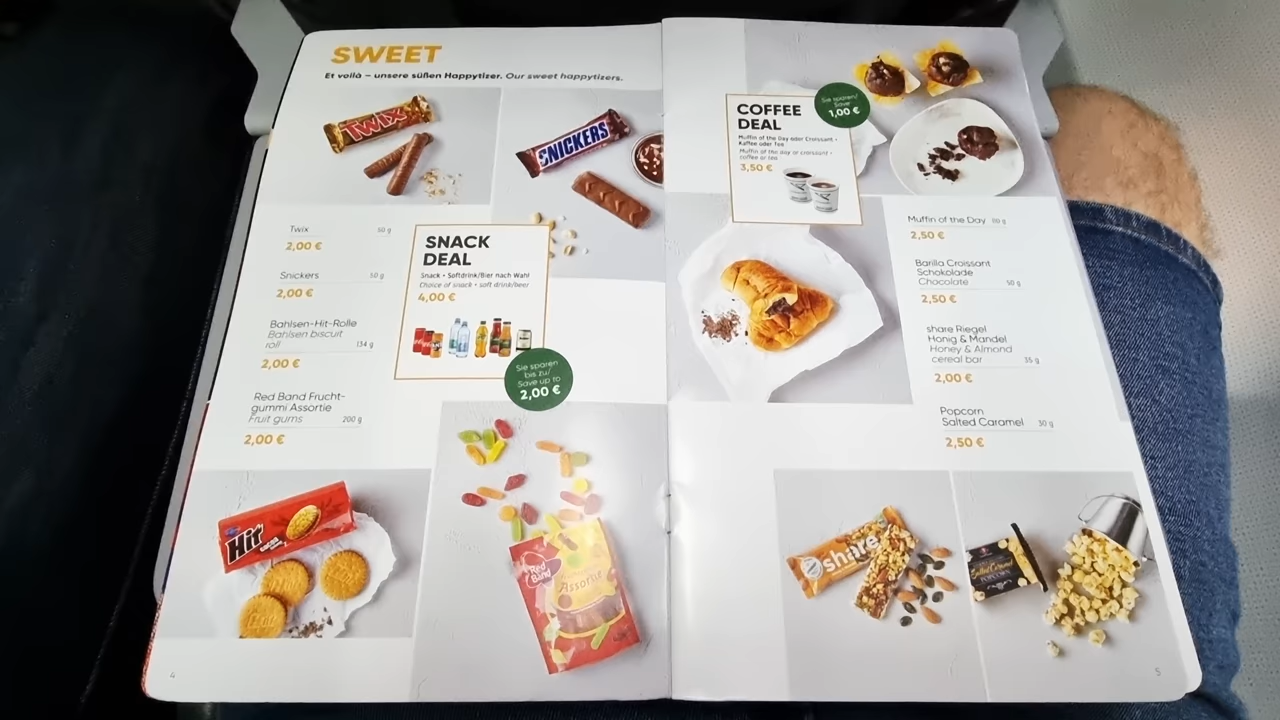 SWEET
Et voilà – unsere süßen Happytizer. Our sweet happytizers.
TWIX
SNICKERS
Twix 50 g
2,00 €
Snickers 50 g
2,00 €
Bahlsen-Hit-Rolle
Bahlsen biscuit
roll 134 g
2,00 €
Red Band Frucht-
gummi Assortie
Fruit gums 200 g
2,00 €
SNACK
DEAL
Snack + Softdrink/Bier nach Wahl
Choice of snack + soft drink/beer
4,00 €
Sie sparen
bis zu/
Save up to
2,00 €
Hit
Red
Band
Assortie
4
COFFEE
DEAL
Muffin of the Day oder Croissant +
Kaffee oder Tee
Muffin of the day or croissant +
coffee or tea
3,50 €
Sie sparen/
Save
1,00 €
Muffin of the Day
2,50 €
Barilla Croissant
Schokolade
Chocolate 50 g
2,50 €
share Riegel
Honig & Mandel
Honey & Almond
cereal bar 35 g
2,00 €
Popcorn
Salted Caramel 30 g
2,50 €
share
Salted Caramel
POPCORN
5